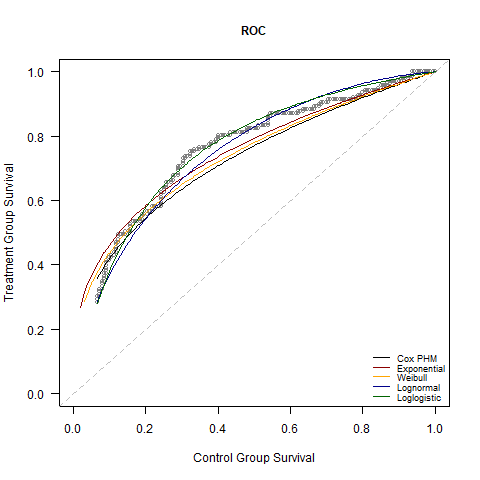 ROC
Treatment Group Survival
1.0
0.8
0.6
0.4
0.2
0.0
0.0 0.2 0.4 0.6 0.8 1.0
Control Group Survival
Cox PHM
Exponential
Weibull
Lognormal
Loglogistic